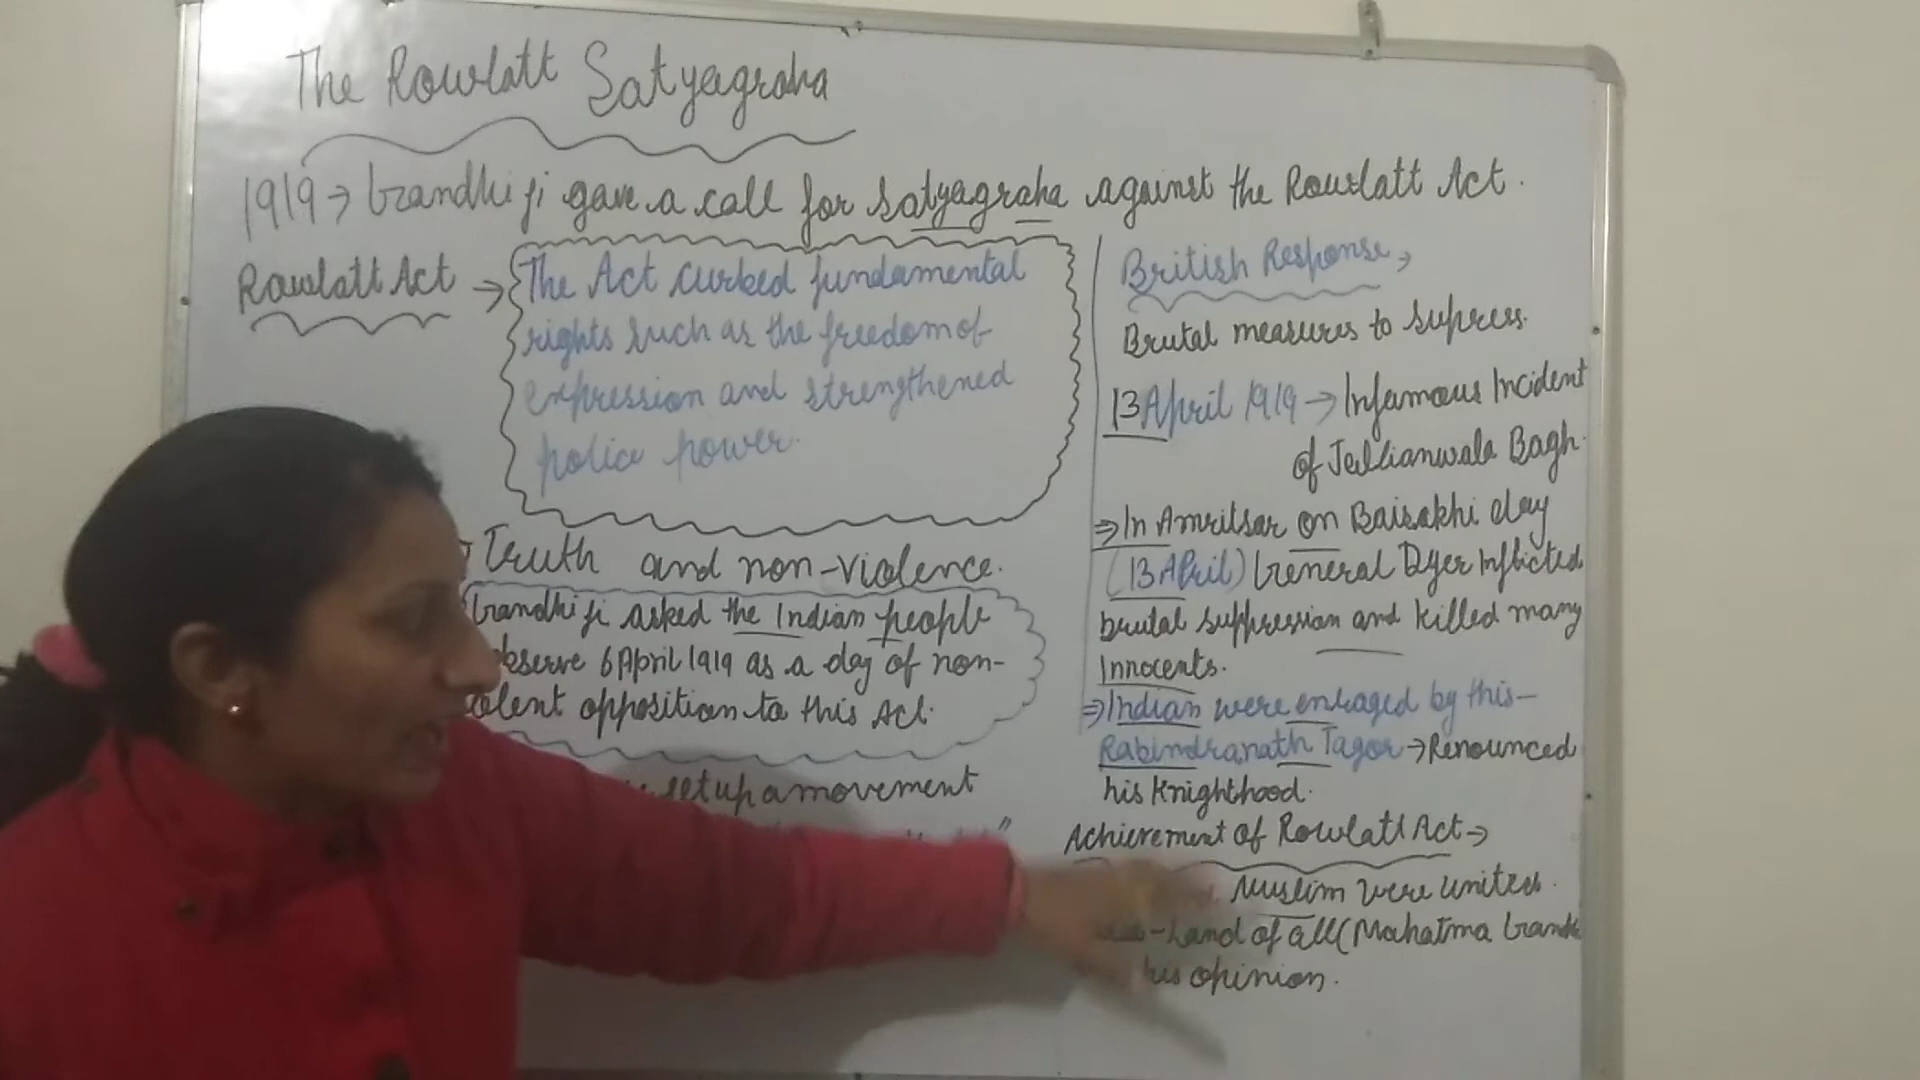 The Rowlatt Satyagraha
1919 → Gandhi ji gave a call for satyagraha against the Rowlatt Act.
Rowlatt Act →
The Act curbed fundamental
rights such as the freedom of
expression and strengthened
police power.
Truth and non-violence.
Gandhi ji asked the Indian people
observe 6 April 1919 as a day of non-
violent opposition to this Act.
setup a movement
British Response,
Brutal measures to supress.
13 April 1919 → Infamous Incident
of Jallianwala Bagh.
⇒ In Amritsar on Baisakhi day
(13 April) General Dyer Inflicted
brutal suppression and killed many
Innocents.
⇒ Indian were enraged by this-
Rabindranath Tagor → Renounced
his Knighthood.
Achievement of Rowlatt Act →
Muslim were united.
-Land of all (Mahatma Gandhi
his opinion.